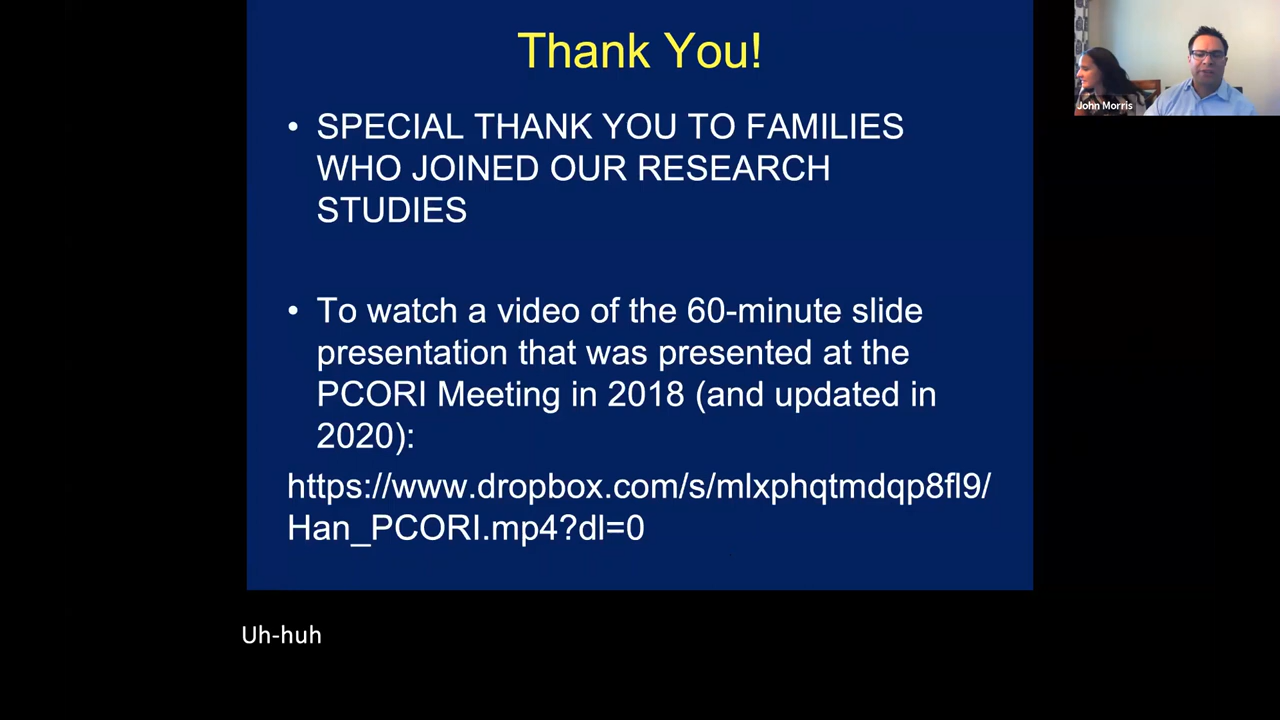 Thank You!
• SPECIAL THANK YOU TO FAMILIES
WHO JOINED OUR RESEARCH
STUDIES
• To watch a video of the 60-minute slide
presentation that was presented at the
PCORI Meeting in 2018 (and updated in
2020):
https://www.dropbox.com/s/mlxphqtmdqp8fl9/
Han_PCORI.mp4?dl=0
John Morris
Uh-huh